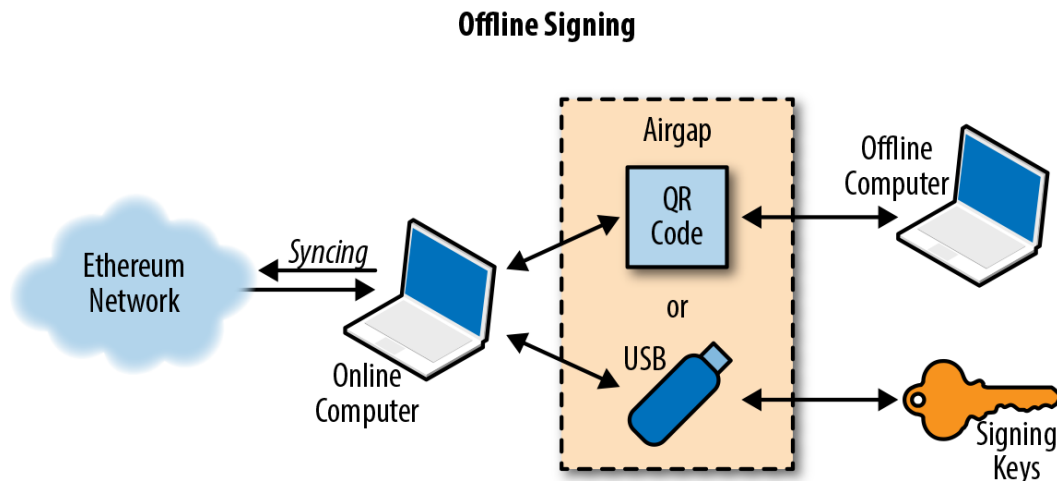 Offline Signing
Airgap
QR
Code
or
USB
Offline
Computer
Ethereum
Network
Syncing
Online
Computer
Signing
Keys